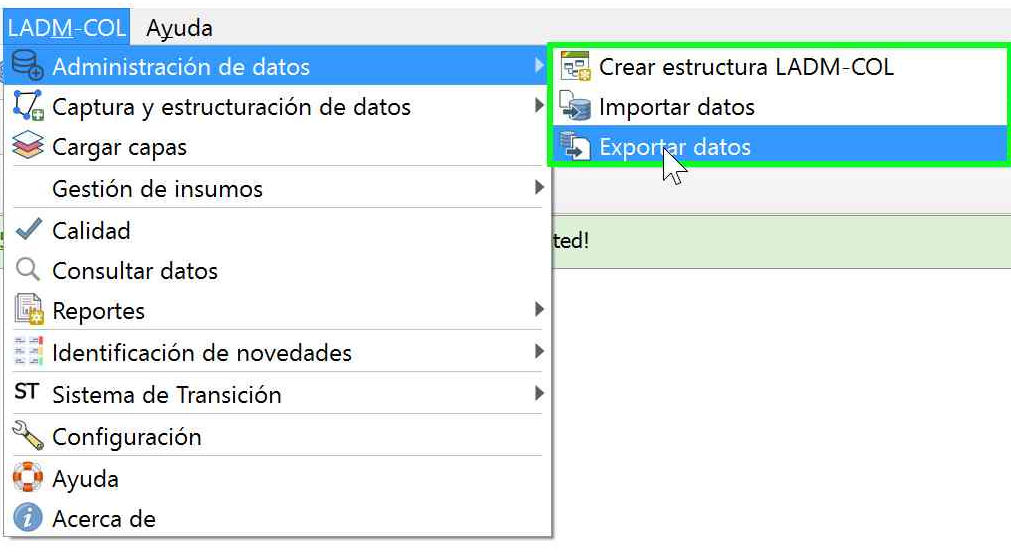 LADM-COL Ayuda
Administración de datos
Crear estructura LADM-COL
Captura y estructuración de datos
Importar datos
Cargar capas
Exportar datos
Gestión de insumos
Calidad
ted!
Consultar datos
Reportes
Identificación de novedades
ST Sistema de Transición
Configuración
Ayuda
Acerca de